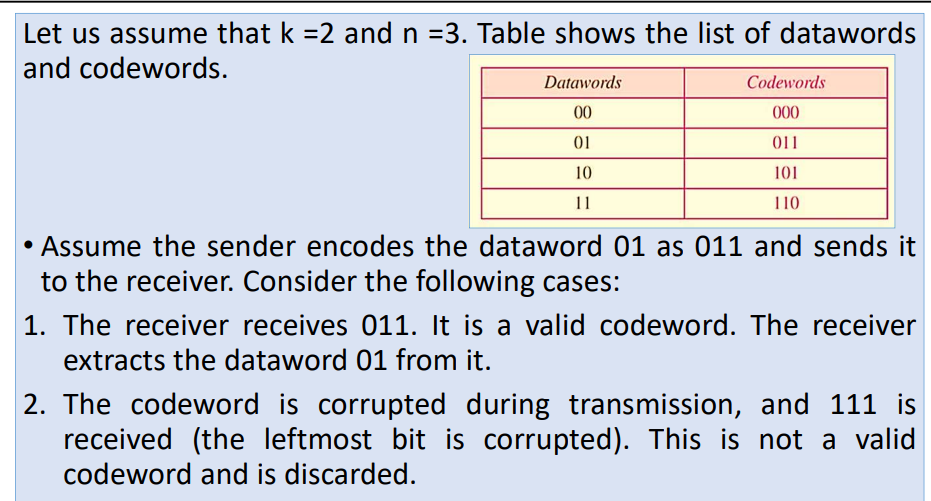 Let us assume that k =2 and n =3. Table shows the list of datawords
and codewords.
Datawords Codewords
00 000
01 011
10 101
11 110
• Assume the sender encodes the dataword 01 as 011 and sends it
to the receiver. Consider the following cases:
1. The receiver receives 011. It is a valid codeword. The receiver
extracts the dataword 01 from it.
2. The codeword is corrupted during transmission, and 111 is
received (the leftmost bit is corrupted). This is not a valid
codeword and is discarded.